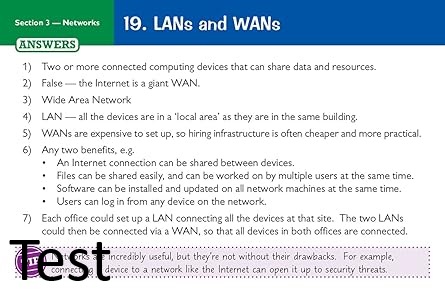 Section 3 — Networks
19. LANs and WANs
ANSWERS
1) Two or more connected computing devices that can share data and resources.
2) False — the Internet is a giant WAN.
3) Wide Area Network
4) LAN — all the devices are in a 'local area' as they are in the same building.
5) WANs are expensive to set up, so hiring infrastructure is often cheaper and more practical.
6) Any two benefits, e.g.
• An Internet connection can be shared between devices.
• Files can be shared easily, and can be worked on by multiple users at the same time.
• Software can be installed and updated on all network machines at the same time.
• Users can log in from any device on the network.
7) Each office could set up a LAN connecting all the devices at that site. The two LANs
could then be connected via a WAN, so that all devices in both offices are connected.
Test
Networks are incredibly useful, but they're not without their drawbacks. For example,
connecting a device to a network like the Internet can open it up to security threats.